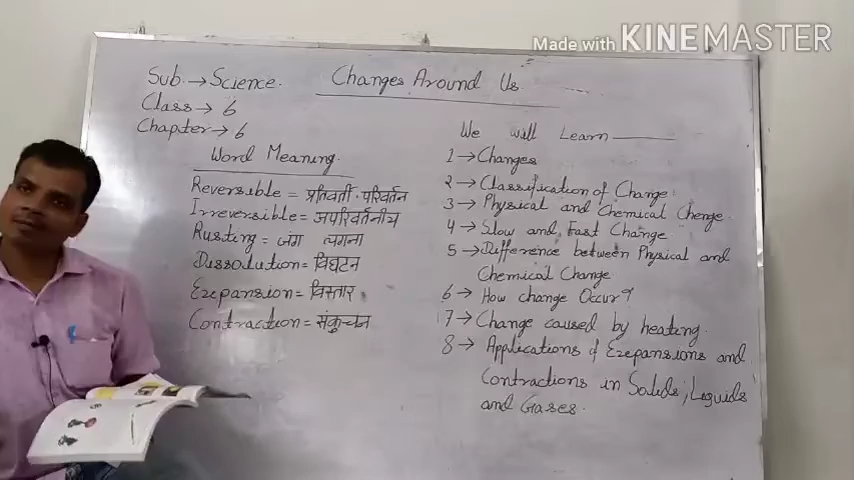 Made with KINEMASTER
Sub. → Science.
Class → 6
Chapter → 6
Changes Around Us
Word Meaning.
Reversible = प्रतिवर्ती परिवर्तन
Irreversible = अपरिवर्तनीय
Rusting = जंग लगना
Dissolution = विघटन
Expansion = विस्तार
Contraction = संकुचन
We will Learn
1 → Changes
2 → Classification of Change
3 → Physical and Chemical Chenge.
4 → Slow and Fast Change
5 → Difference between Physical and
Chemical Change
6 → How change Occur?
7 → Change caused by heating.
8 → Applications of Expansions and
Contractions in Solids, Liquids
and Gases.